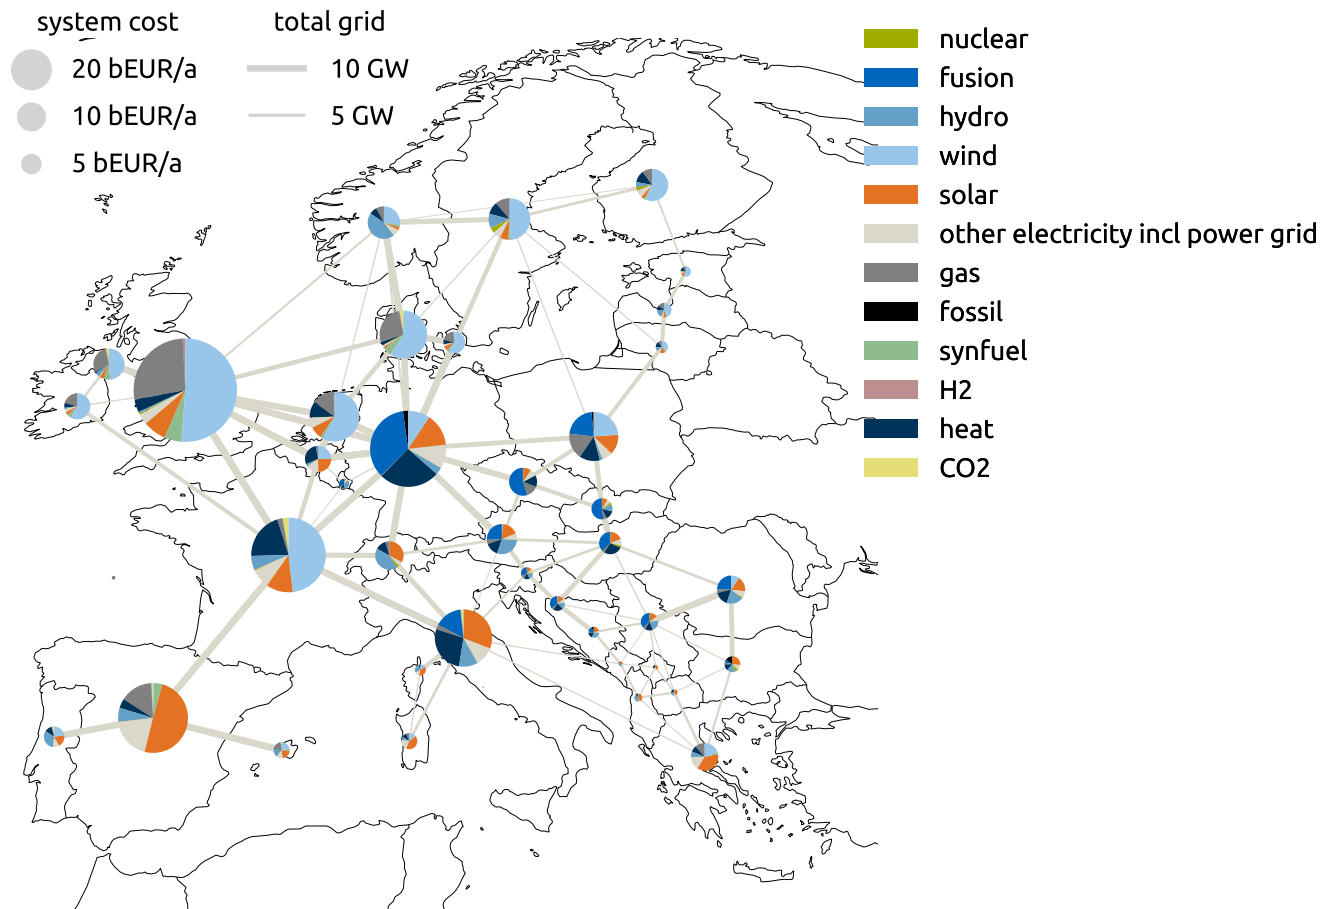 system cost
total grid
20 bEUR/a
10 GW
10 bEUR/a
5 GW
5 bEUR/a
nuclear
fusion
hydro
wind
solar
other electricity incl power grid
gas
fossil
synfuel
H2
heat
CO2